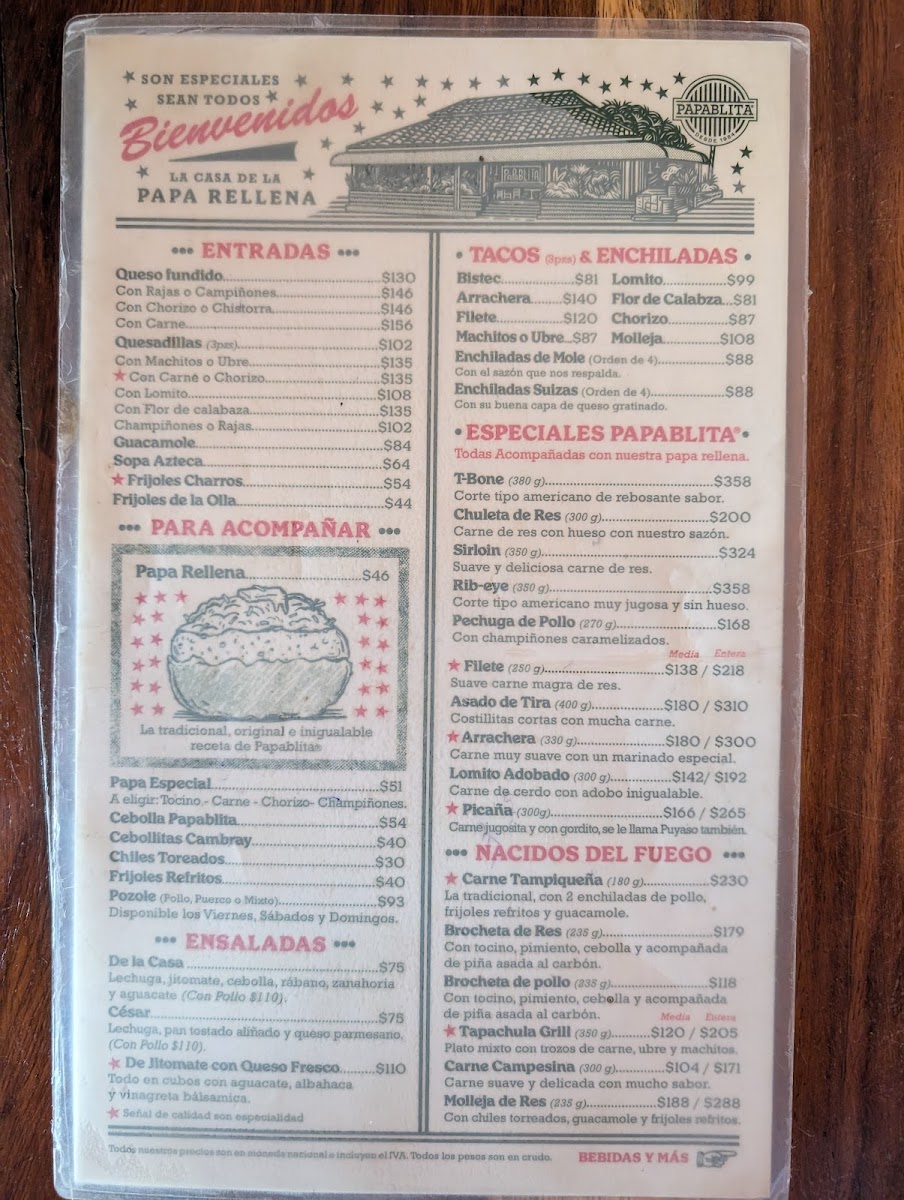 SON ESPECIALES
SEAN TODOS
Bienvenidos
LA CASA DE LA
PAPA RELLENA
PAPABLITA
PAPABLITA
ENTRADAS
Queso fundido $130
Con Rajas o Campiñones $146
Con Chorizo o Chistorra $146
Con Carne $156
Quesadillas (3pzs) $102
Con Machitos o Ubre $135
Con Carne o Chorizo $135
Con Lomito $108
Con Flor de calabaza $135
Champiñones o Rajas $102
Guacamole $84
Sopa Azteca $64
Frijoles Charros $54
Frijoles de la Olla $44
PARA ACOMPAÑAR
Papa Rellena $46
La tradicional, original e inigualable
receta de Papablitas
Papa Especial $51
A eligir: Tocino - Carne - Chorizo- Champiñones.
Cebolla Papablita $54
Cebollitas Cambray $40
Chiles Toreados $30
Frijoles Refritos $40
Pozole (Pollo, Puerco o Mixto) $93
Disponible los Viernes, Sábados y Domingos.
ENSALADAS
De la Casa $75
Lechuga, jitomate, cebolla, rábano, zanahoria
y aguacate (Con Pollo $110).
César $75
Lechuga, pan tostado aliñado y queso parmesano.
(Con Pollo $110).
De Jitomate con Queso Fresco $110
Todo en cubos con aguacate, albahaca
y vinagreta bálsamica.
Señal de calidad son especialidad
TACOS (3pzs) & ENCHILADAS
Bistec $81 Lomito $99
Arrachera $140 Flor de Calabza $81
Filete $120 Chorizo $87
Machitos o Ubre $87 Molleja $108
Enchiladas de Mole (Orden de 4) $88
Con el sazón que nos respalda.
Enchiladas Suizas (Orden de 4) $88
Con su buena capa de queso gratinado.
ESPECIALES PAPABLITA®
Todas Acompañadas con nuestra papa rellena.
T-Bone (380 g) $358
Corte tipo americano de rebosante sabor.
Chuleta de Res (300 g) $200
Carne de res con hueso con nuestro sazón.
Sirloin (350 g) $324
Suave y deliciosa carne de res.
Rib-eye (350 g) $358
Corte tipo americano muy jugosa y sin hueso.
Pechuga de Pollo (270 g) $168
Con champiñones caramelizados.
Media Entera
Filete (250 g) $138 / $218
Suave carne magra de res.
Asado de Tira (400 g) $180 / $310
Costillitas cortas con mucha carne.
Arrachera (330 g) $180 / $300
Carne muy suave con un marinado especial.
Lomito Adobado (300 g) $142/ $192
Carne de cerdo con adobo inigualable.
Picaña (300g) $166 / $265
Carne jugosita y con gordito, se le llama Puyaso también.
NACIDOS DEL FUEGO
Carne Tampiqueña (180 g) $230
La tradicional, con 2 enchiladas de pollo,
frijoles refritos y guacamole.
Brocheta de Res (235 g) $179
Con tocino, pimiento, cebolla y acompañada
de piña asada al carbón.
Brocheta de pollo (235 g) $118
Con tocino, pimiento, cebolla y acompañada
de piña asada al carbón.
Media Entera
Tapachula Grill (350 g) $120 / $205
Plato mixto con trozos de carne, ubre y machitos.
Carne Campesina (300 g) $104 / $171
Carne suave y delicada con mucho sabor.
Molleja de Res (235 g) $188 / $288
Con chiles torreados, guacamole y frijoles refritos.
Todos nuestros precios son en moneda nacional e incluyen el IVA. Todos los pesos son en crudo.
BEBIDAS Y MÁS